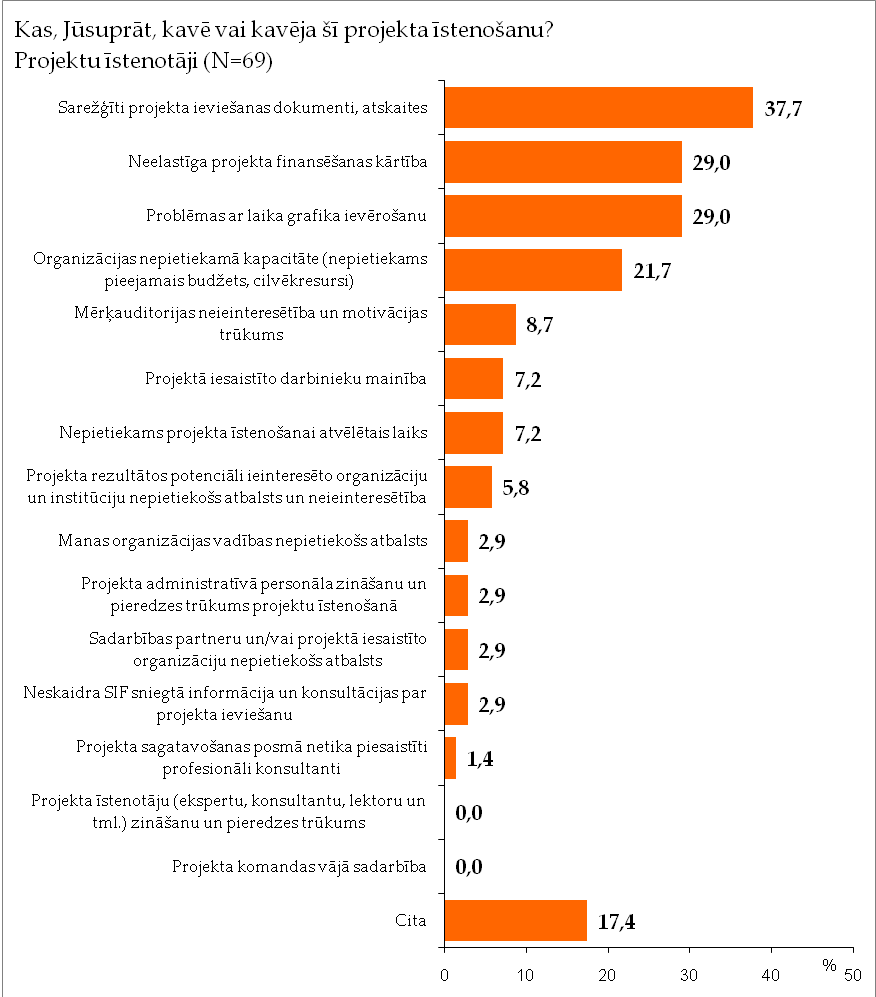 Kas, Jūsuprāt, kavē vai kavēja šī projekta īstenošanu?
Projektu īstenotāji (N=69)
Sarežģīti projekta ieviešanas dokumenti, atskaites
37,7
Neelastīga projekta finansēšanas kārtība
29,0
Problēmas ar laika grafika ievērošanu
29,0
Organizācijas nepietiekamā kapacitāte (nepietiekams
pieejamais budžets, cilvēkresursi)
21,7
Mērķauditorijas neieinteresētība un motivācijas
trūkums
8,7
Projektā iesaistīto darbinieku mainība
7,2
Nepietiekams projekta īstenošanai atvēlētais laiks
7,2
Projekta rezultātos potenciāli ieinteresēto organizāciju
un institūciju nepietiekošs atbalsts un neieinteresētība
5,8
Manas organizācijas vadības nepietiekošs atbalsts
2,9
Projekta administratīvā personāla zināšanu un
pieredzes trūkums projektu īstenošanā
2,9
Sadarbības partneru un/vai projektā iesaistīto
organizāciju nepietiekošs atbalsts
2,9
Neskaidra SIF sniegtā informācija un konsultācijas par
projekta ieviešanu
2,9
Projekta sagatavošanas posmā netika piesaistīti
profesionāli konsultanti
1,4
Projekta īstenotāju (ekspertu, konsultantu, lektoru un
tml.) zināšanu un pieredzes trūkums
0,0
Projekta komandas vājā sadarbība
0,0
Cita
17,4
%
0 10 20 30 40 50